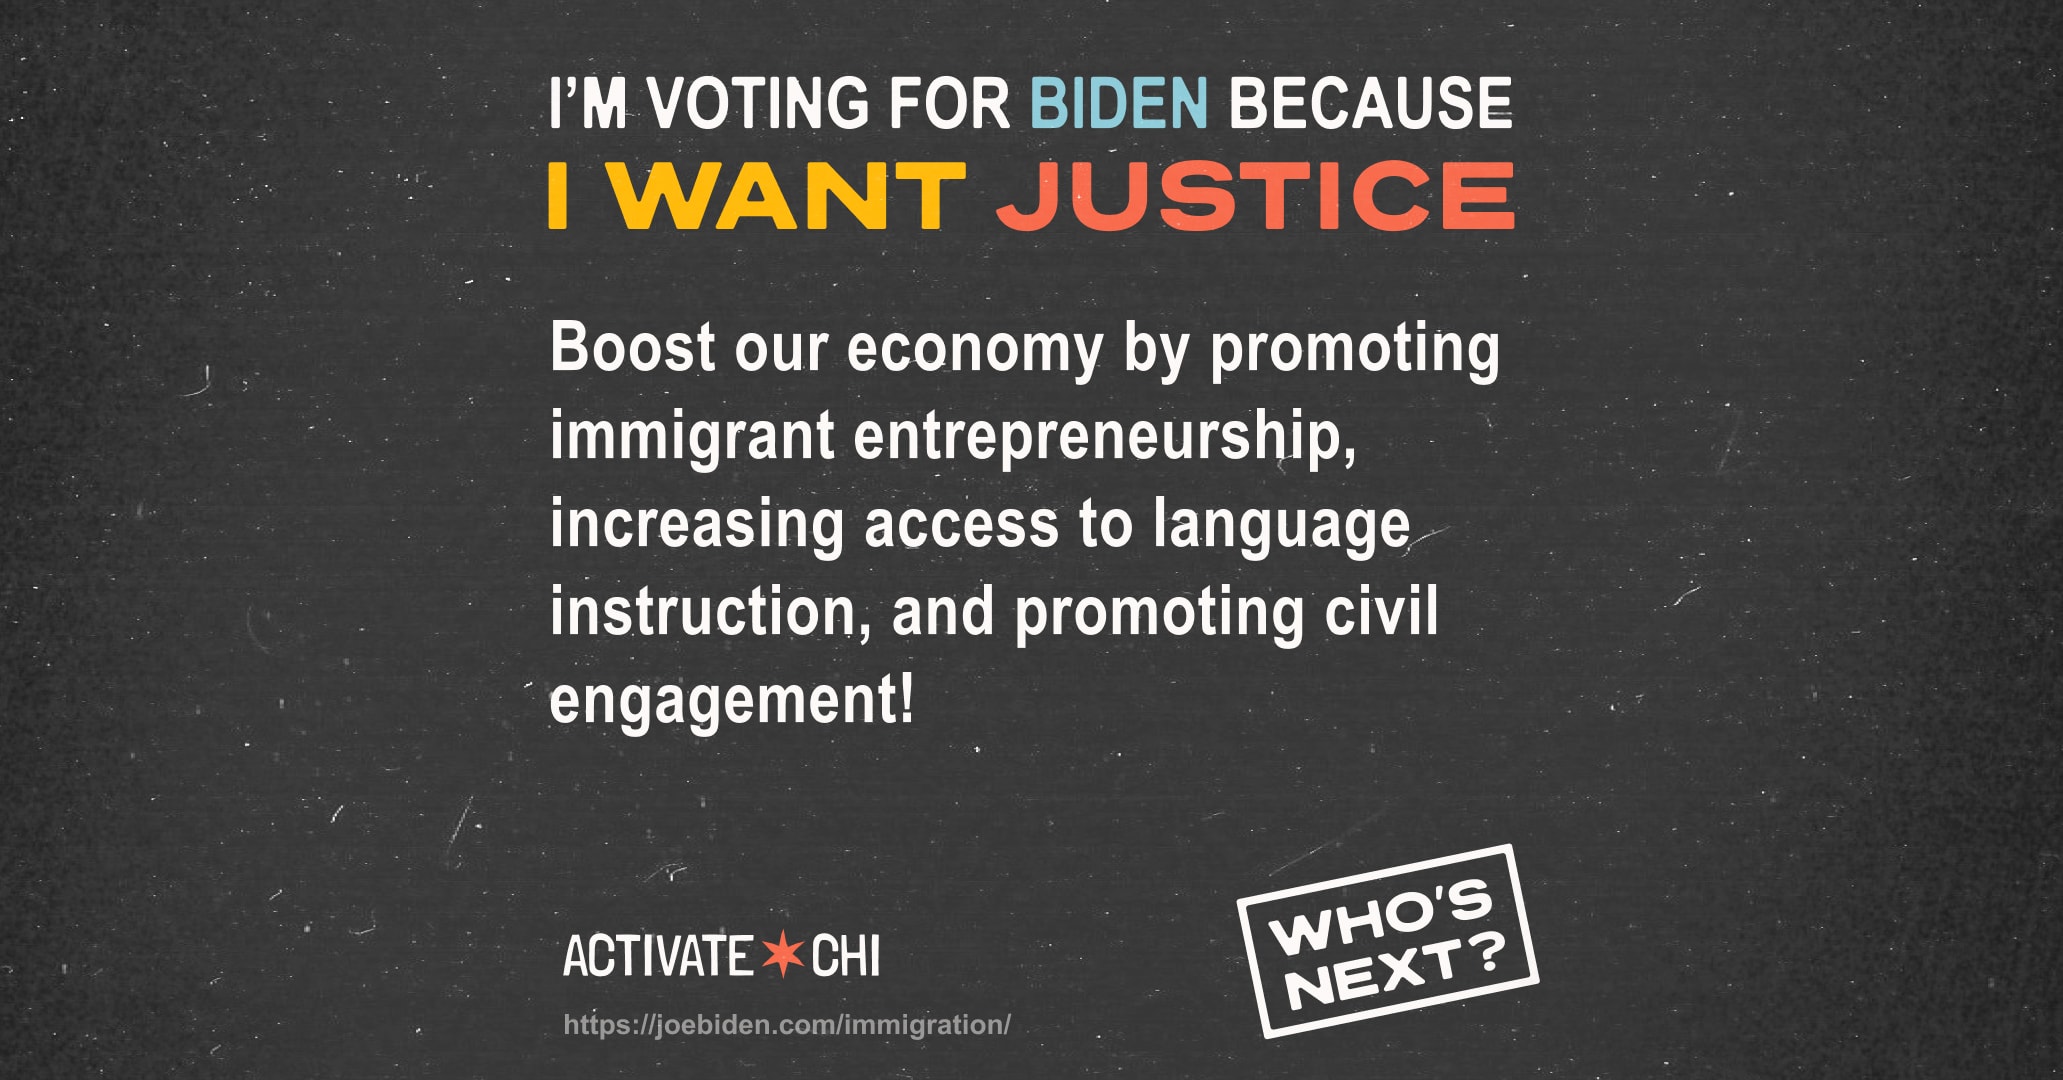 I'M VOTING FOR BIDEN BECAUSE
I WANT JUSTICE
Boost our economy by promoting
immigrant entrepreneurship,
increasing access to language
instruction, and promoting civil
engagement!
ACTIVATE CHI
https://joebiden.com/immigration/
WHO'S
NEXT?